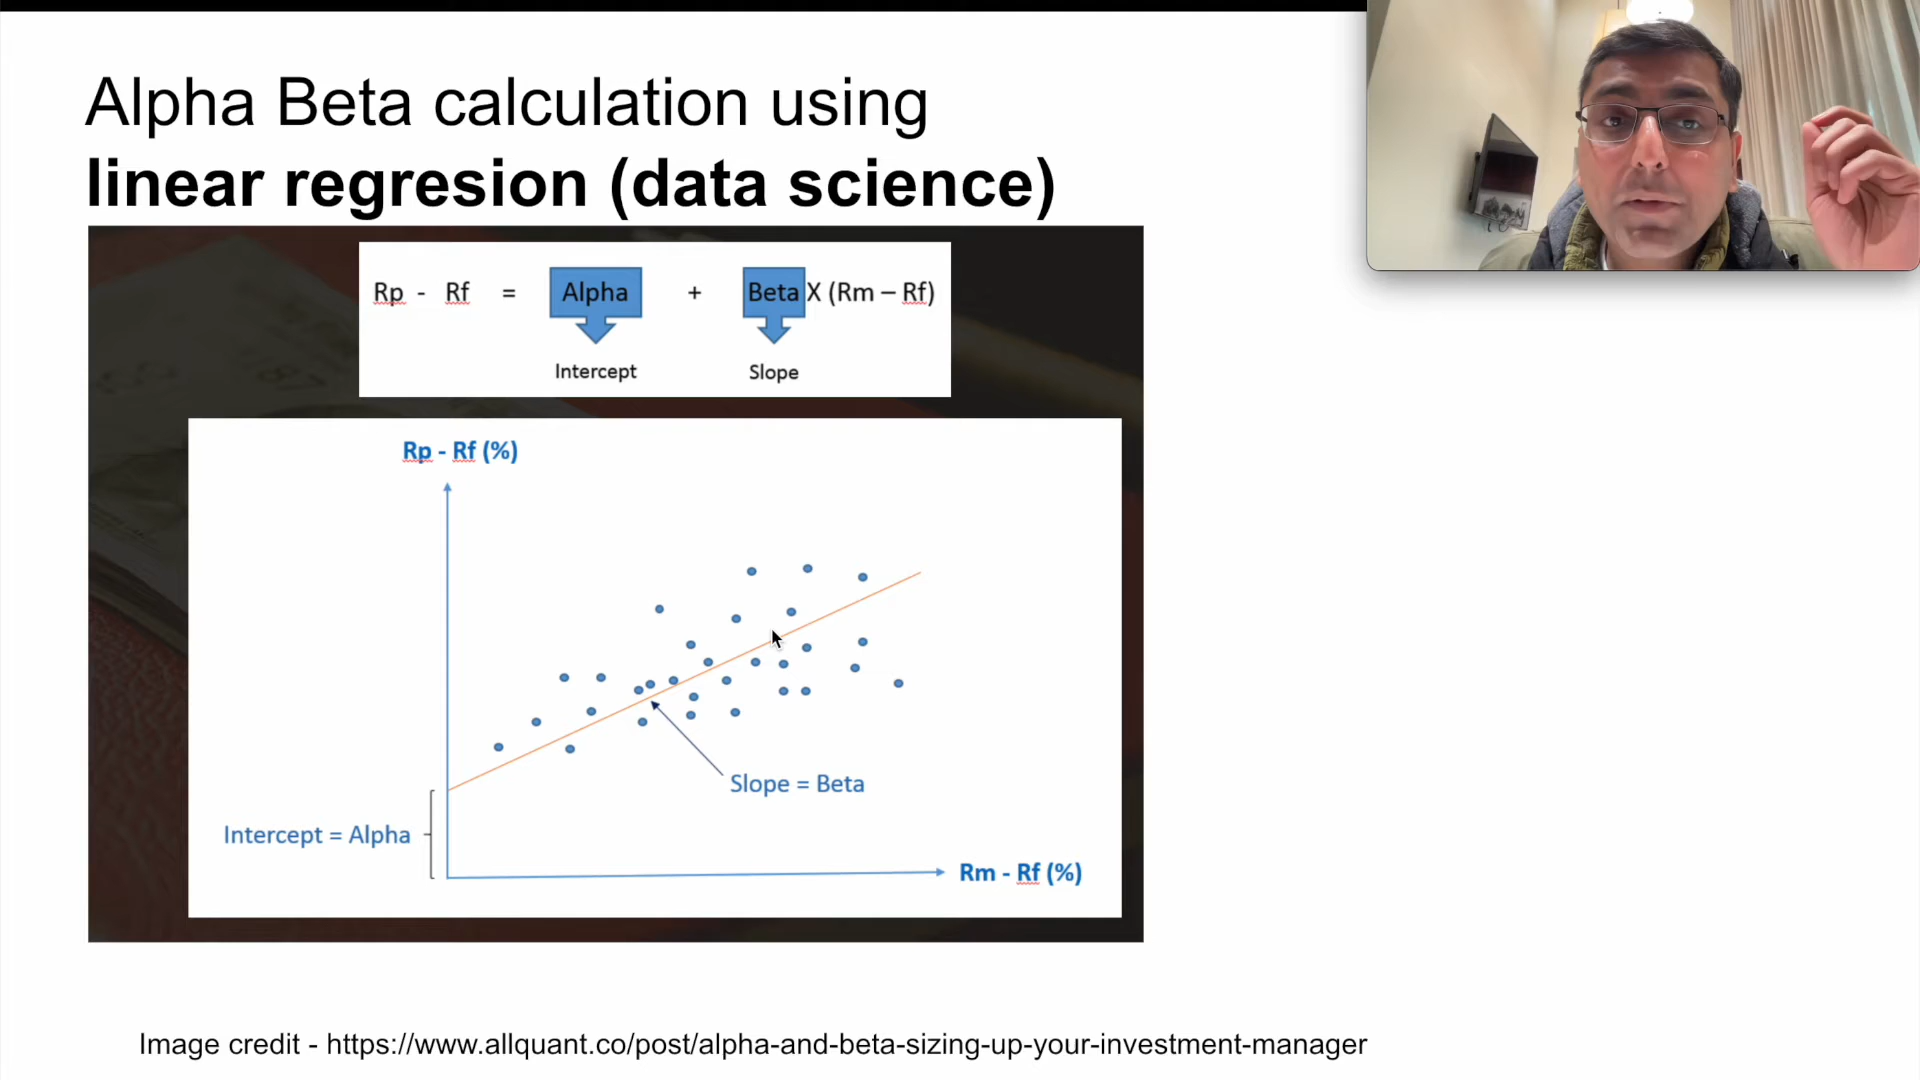 Alpha Beta calculation using
linear regresion (data science)
Rp - Rf = Alpha + Beta X (Rm – Rf)
Intercept Slope
Rp - Rf (%)
Slope = Beta
Intercept = Alpha
Rm - Rf (%)
Image credit - https://www.allquant.co/post/alpha-and-beta-sizing-up-your-investment-manager